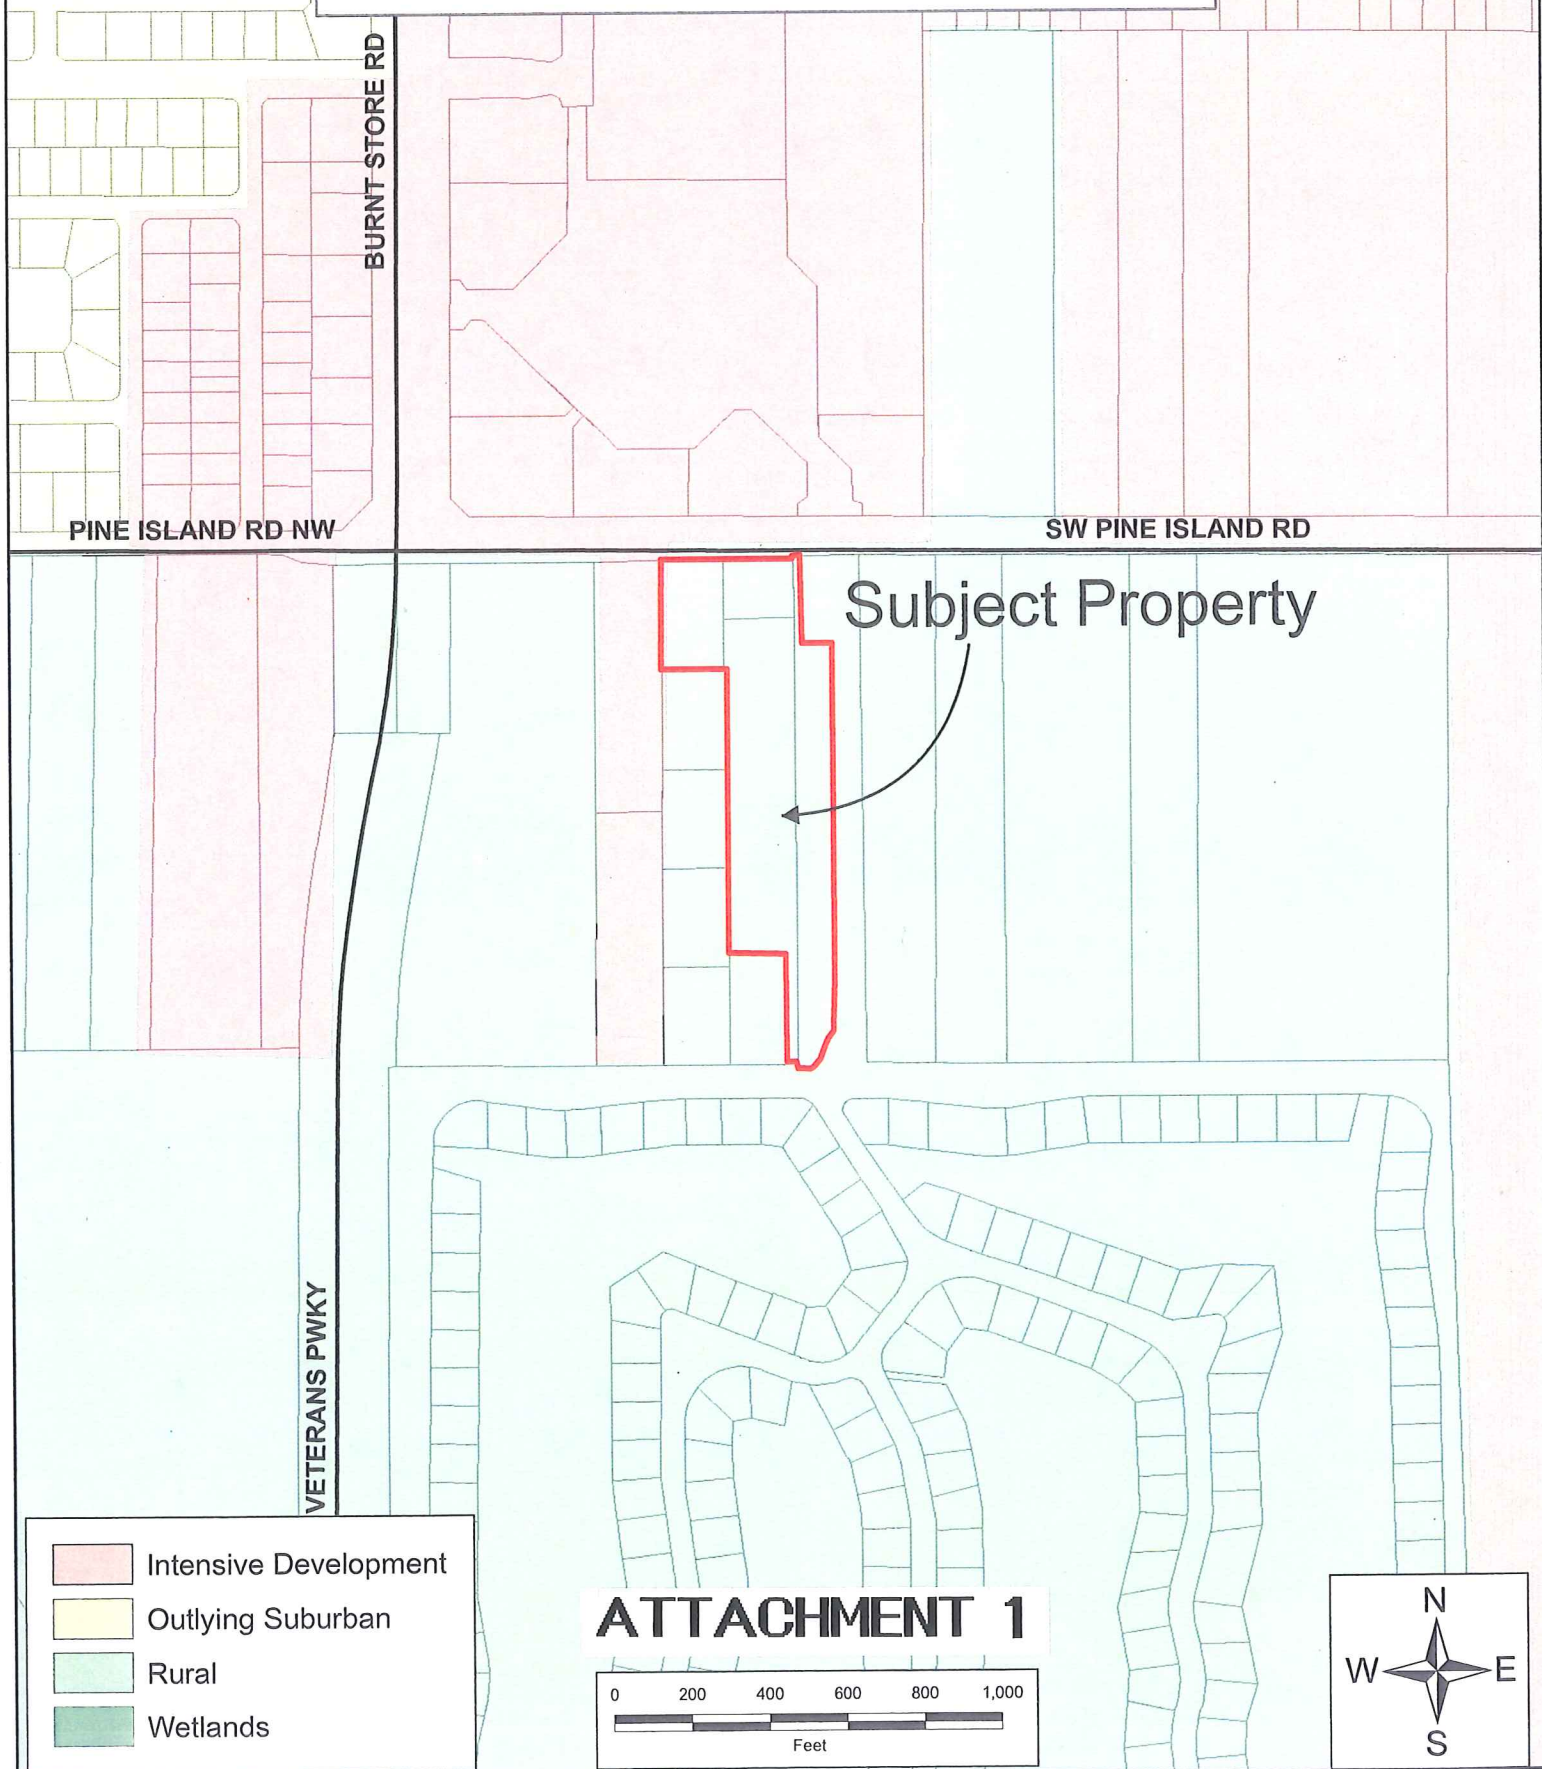 BURNT STORE RD
PINE ISLAND RD NW
SW PINE ISLAND RD
Subject Property
VETERANS PWKY
Intensive Development
Outlying Suburban
Rural
Wetlands
ATTACHMENT 1
0 200 400 600 800 1,000
Feet
N
W E
S